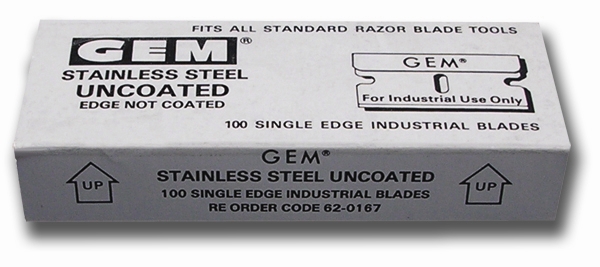 FITS ALL STANDARD RAZOR BLADE TOOLS
GEM®
STAINLESS STEEL
UNCOATED
EDGE NOT COATED
GEM®
For Industrial Use Only
100 SINGLE EDGE INDUSTRIAL BLADES
GEM®
STAINLESS STEEL UNCOATED
100 SINGLE EDGE INDUSTRIAL BLADES
RE ORDER CODE 62-0167
UP
UP